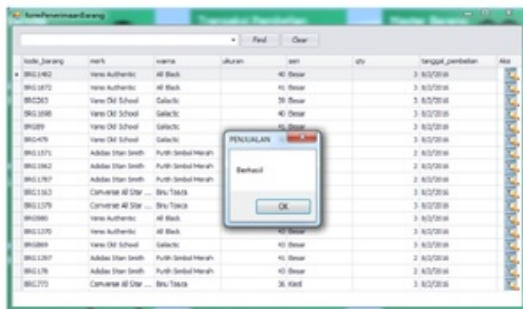 formPenerimaanBarang
Find Clear
kode_barang merk warna ukuran seri qty tanggal_pembelian Aksi
BRG1482 Vans Authentic All Black 40 Besar 3 8/2/2016
BRG1672 Vans Authentic All Black 41 Besar 3 8/2/2016
BRG263 Vans Old School Galactic 39 Besar 3 8/2/2016
BRG1698 Vans Old School Galactic 40 Besar 3 8/2/2016
BRG89 Vans Old School Galactic 41 Besar 3 8/2/2016
BRG479 Vans Old School Galactic 3 8/2/2016
BRG1571 Adidas Stan Smith Putih Simbol Merah 2 8/2/2016
BRG1562 Adidas Stan Smith Putih Simbol Merah 2 8/2/2016
BRG1787 Adidas Stan Smith Putih Simbol Merah 2 8/2/2016
BRG1163 Converse All Star ... Biru Tosca 3 8/2/2016
BRG1379 Converse All Star ... Biru Tosca 3 8/2/2016
Vans Authentic All Black 3 8/2/2016
BRG1270 Vans Authentic All Black 43 Besar 3 8/2/2016
BRG869 Vans Old School Galactic 43 Besar 3 8/2/2016
BRG1397 Adidas Stan Smith Putih Simbol Merah 41 Besar 2 8/2/2016
BRG178 Adidas Stan Smith Putih Simbol Merah 43 Besar 2 8/2/2016
BRG773 Converse All Star ... Biru Tosca 36 Kecil 3 8/2/2016
PENJUALAN
Berhasil
OK